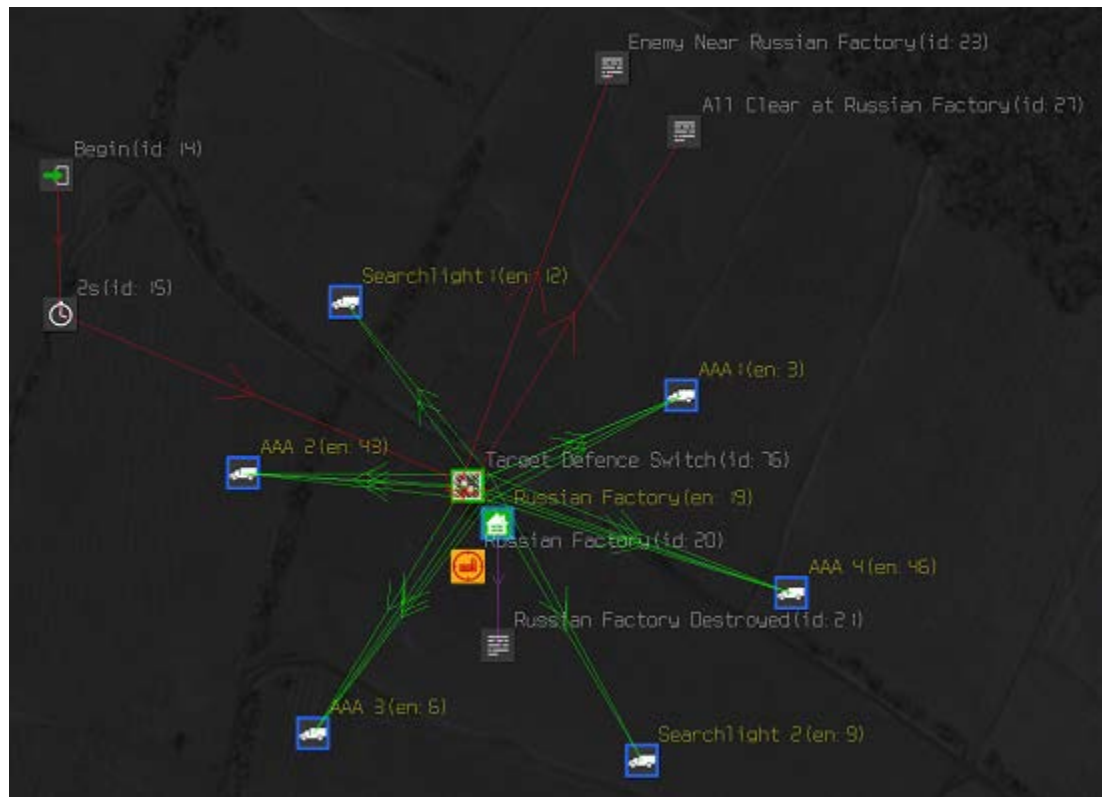 Enemy Near Russian Factory(id: 23)
All Clear at Russian Factory(id: 27)
Begin(id: 14)
Searchlight 1(en: 12)
2s(id: 15)
AAA 1(en: 3)
AAA 2(en: 43)
Target Defence Switch(id: 76)
Russian Factory(en: 19)
Russian Factory(id: 20)
AAA 4(en: 46)
Russian Factory Destroyed(id: 21)
AAA 3(en: 6)
Searchlight 2(en: 9)